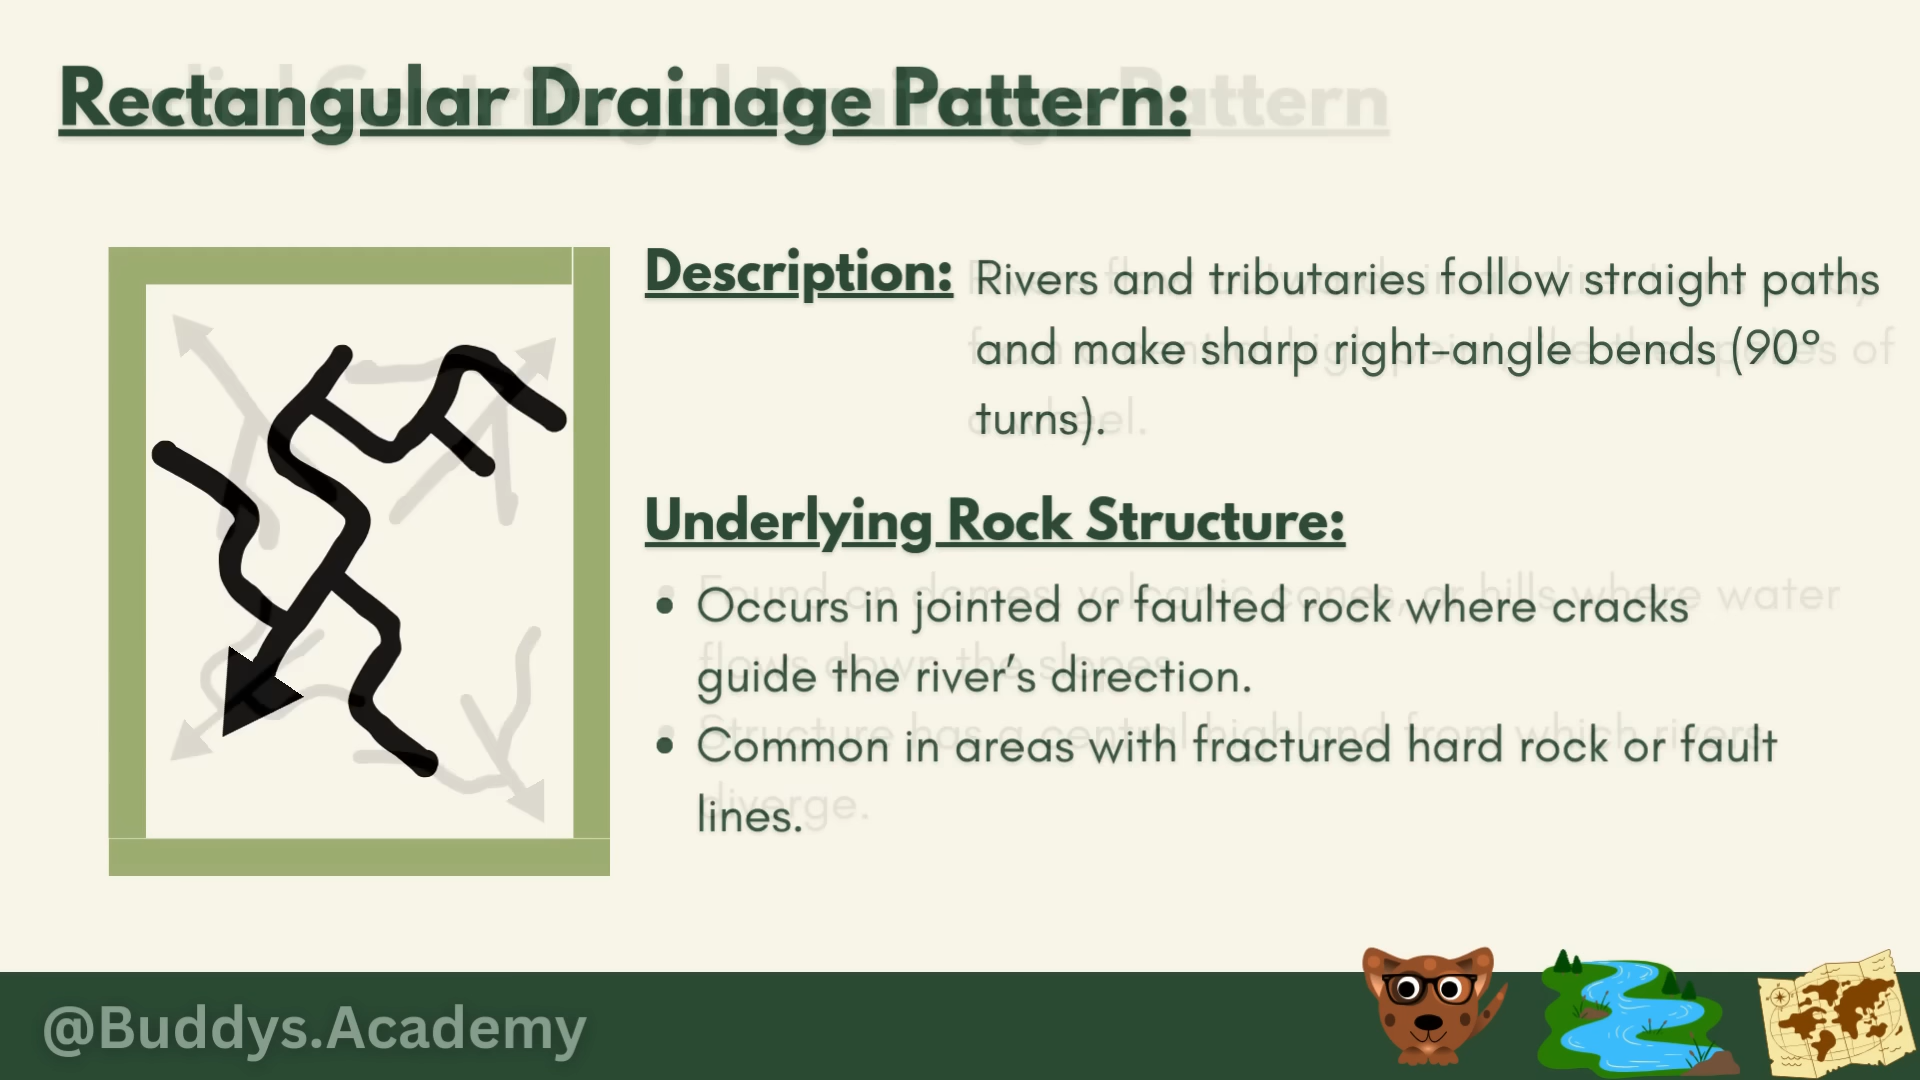 Rectangular Drainage Pattern:
Description: Rivers and tributaries follow straight paths
and make sharp right-angle bends (90°
turns).
Underlying Rock Structure:
• Occurs in jointed or faulted rock where cracks
guide the river's direction.
• Common in areas with fractured hard rock or fault
lines.
@Buddys.Academy